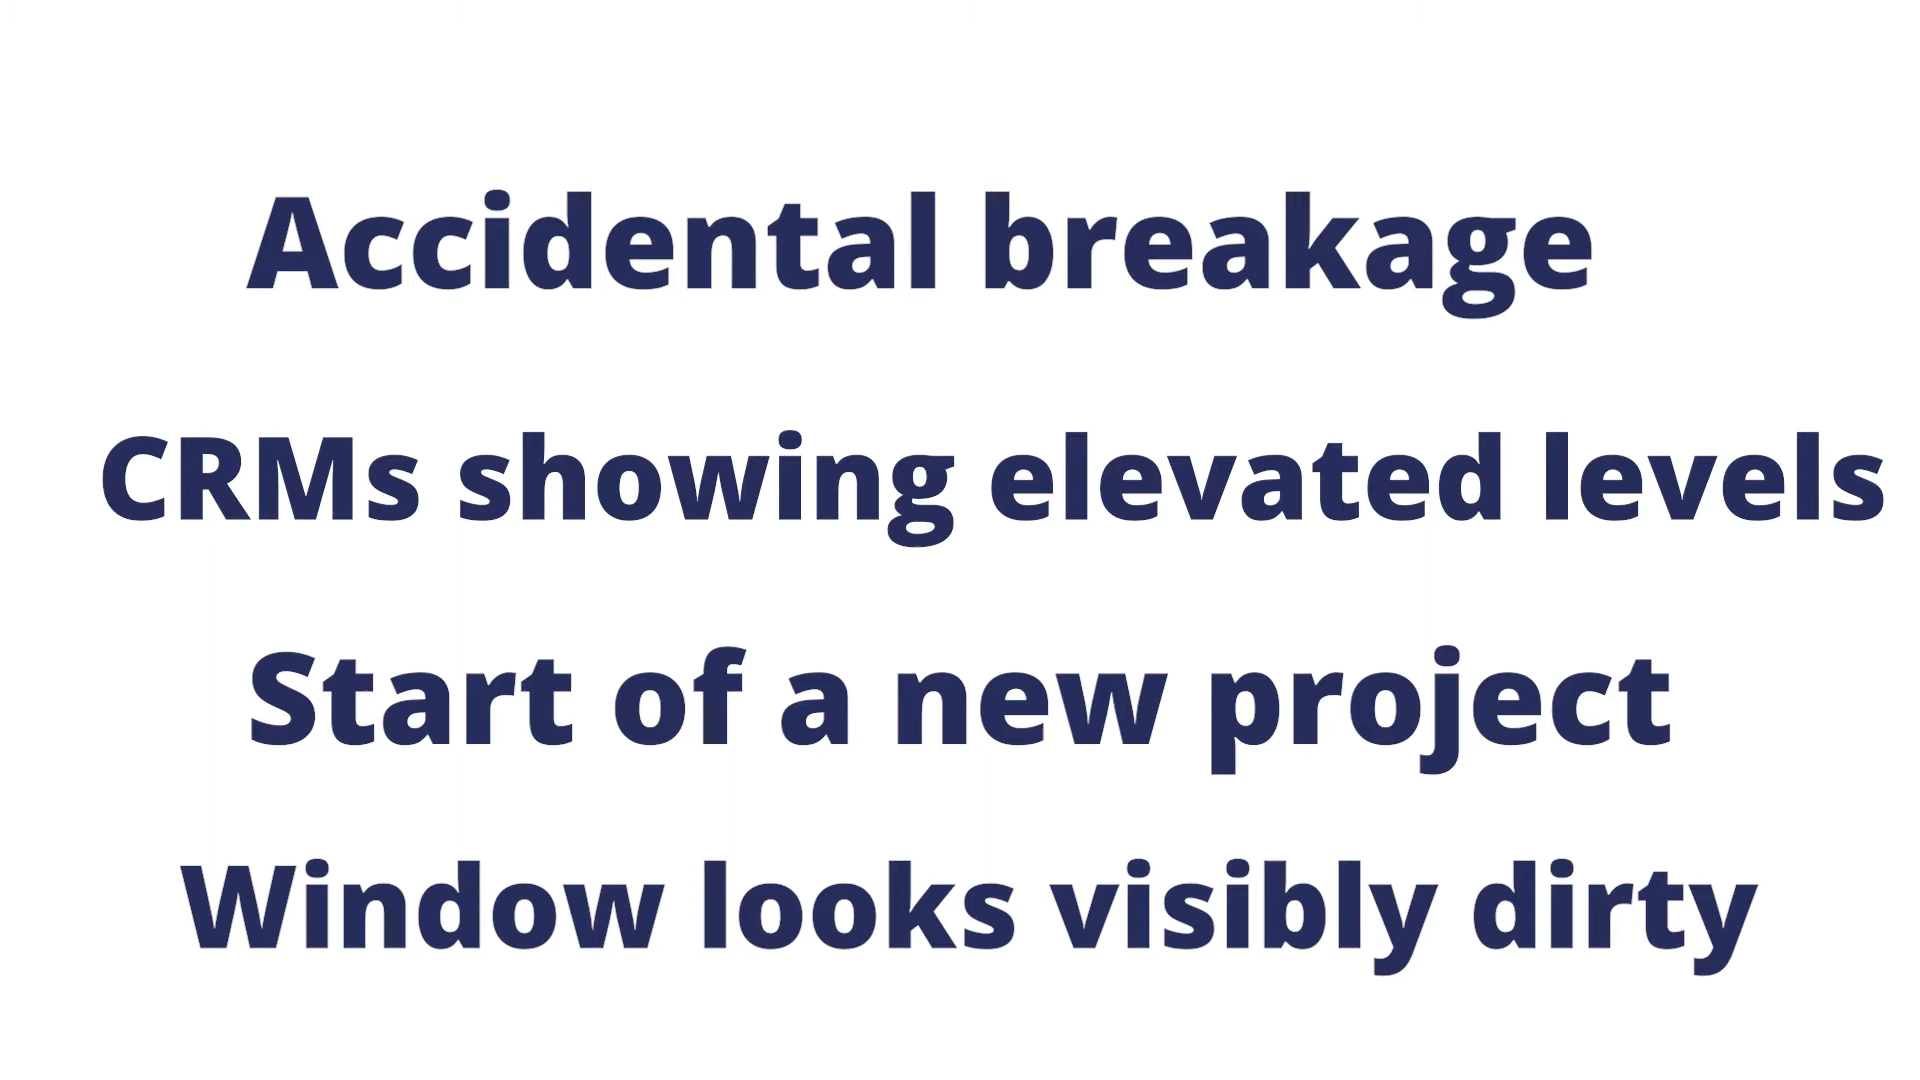 Accidental breakage
CRMs showing elevated levels
Start of a new project
Window looks visibly dirty